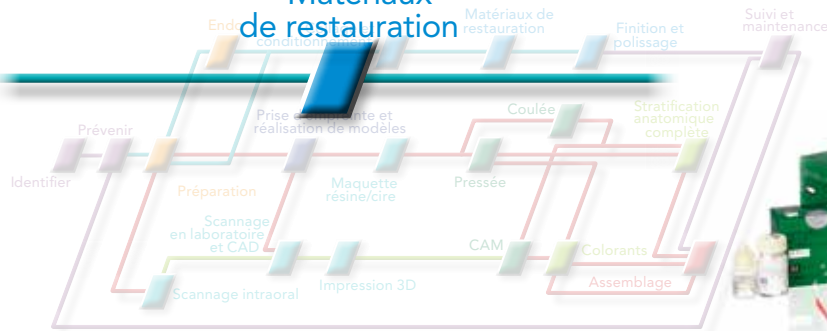 Matériaux
de restauration
Endo
conditionnement
Matériaux de
restauration
Finition et
polissage
Suivi et
maintenance
Prise d'empreinte et
réalisation de modèles
Coulée
Stratification
anatomique
complète
Prévenir
Identifier
Préparation
Maquette
résine/cire
Pressée
Scannage
en laboratoire
et CAD
CAM
Colorants
Scannage intraoral
Impression 3D
Assemblage